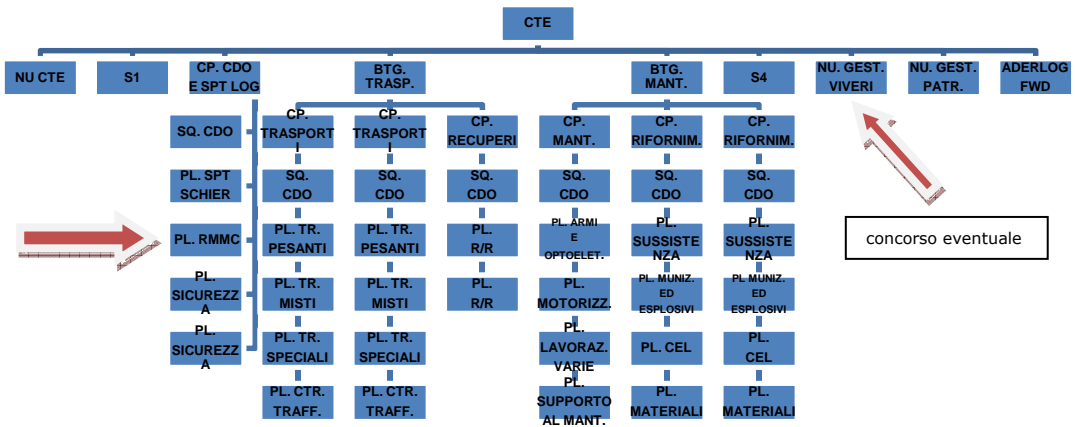 CTE
NU CTE
S1
CP. CDO
E SPT LOG
BTG.
TRASP.
BTG.
MANT.
S4
NU. GEST.
VIVERI
NU. GEST.
PATR.
ADERLOG
FWD
SQ. CDO
CP.
TRASPORT
I
CP.
TRASPORT
I
CP.
RECUPERI
CP.
MANT.
CP.
RIFORNIM.
CP.
RIFORNIM.
PL. SPT
SCHIER
SQ.
CDO
SQ.
CDO
SQ.
CDO
SQ.
CDO
SQ.
CDO
SQ.
CDO
PL. RMMC
PL. TR.
PESANTI
PL. TR.
PESANTI
PL.
R/R
PL. ARMI
E
OPTOELET.
PL.
SUSSISTE
NZA
PL.
SUSSISTE
NZA
concorso eventuale
PL.
SICUREZZ
A
PL. TR.
MISTI
PL. TR.
MISTI
PL.
R/R
PL.
MOTORIZZ.
PL. MUNIZ.
ED
ESPLOSIVI
PL. MUNIZ.
ED
ESPLOSIVI
PL.
SICUREZZ
A
PL. TR.
SPECIALI
PL. TR.
SPECIALI
PL.
LAVORAZ.
VARIE
PL. CEL
PL.
CEL
PL. CTR.
TRAFF.
PL. CTR.
TRAFF.
PL.
SUPPORTO
AL MANT.
PL.
MATERIALI
PL.
MATERIALI